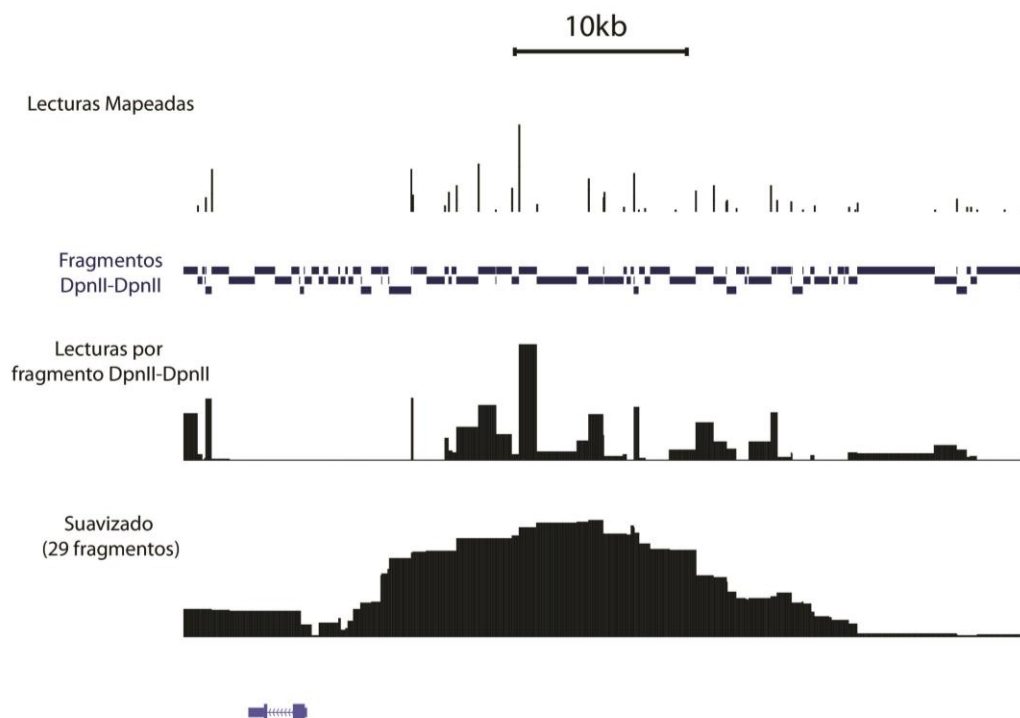 10kb
Lecturas Mapeadas
Fragmentos
DpnII-DpnII
Lecturas por
fragmento DpnII-DpnII
Suavizado
(29 fragmentos)